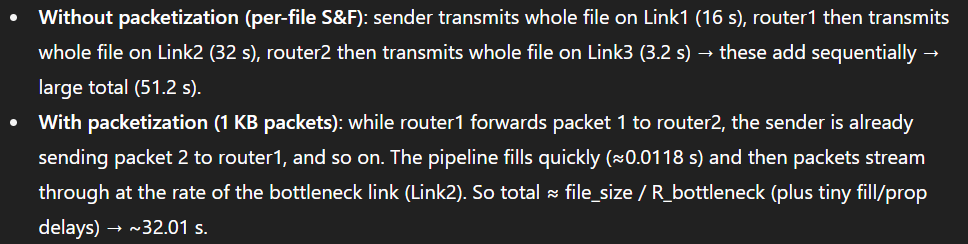 • Without packetization (per-file S&F): sender transmits whole file on Link1 (16 s), router1 then transmits
whole file on Link2 (32 s), router2 then transmits whole file on Link3 (3.2 s) → these add sequentially →
large total (51.2 s).
• With packetization (1 KB packets): while router1 forwards packet 1 to router2, the sender is already
sending packet 2 to router1, and so on. The pipeline fills quickly (≈0.0118 s) and then packets stream
through at the rate of the bottleneck link (Link2). So total ≈ file_size / R_bottleneck (plus tiny fill/prop
delays) → ~32.01 s.